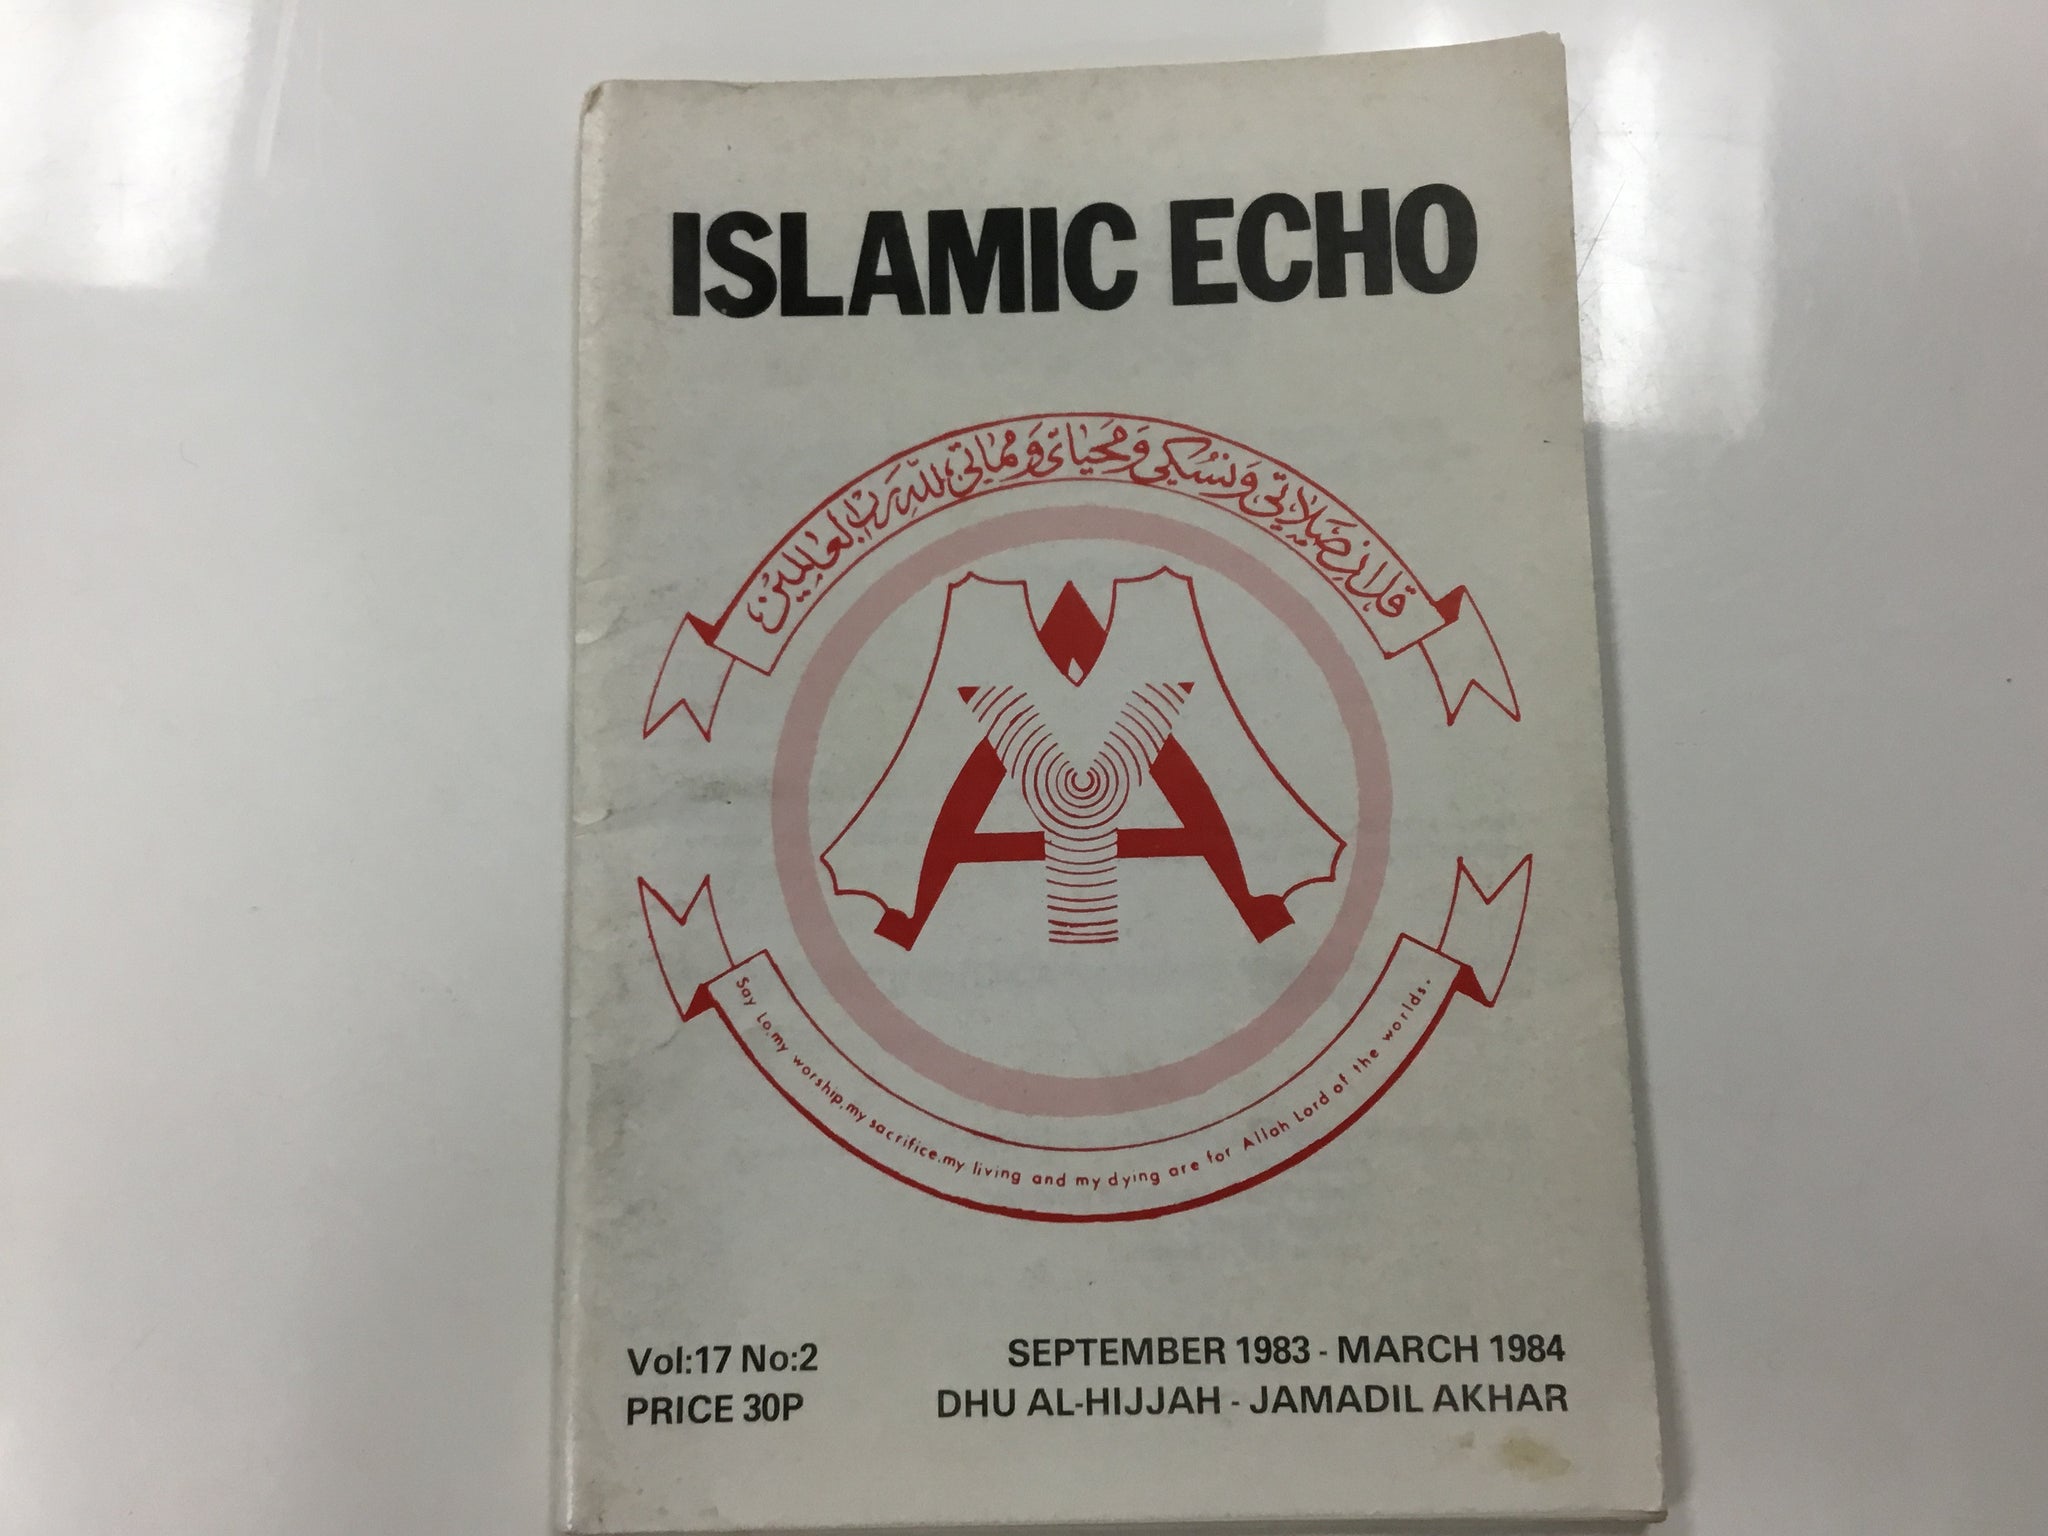 ISLAMIC ECHO
قل ان صلاتي ونسكي ومحياي ومماتي لله رب العالمين
Say Lo, my worship, my sacrifice, my living and my dying are for Allah Lord of the worlds.
Vol:17 No:2
PRICE 30P
SEPTEMBER 1983 - MARCH 1984
DHU AL-HIJJAH - JAMADIL AKHAR